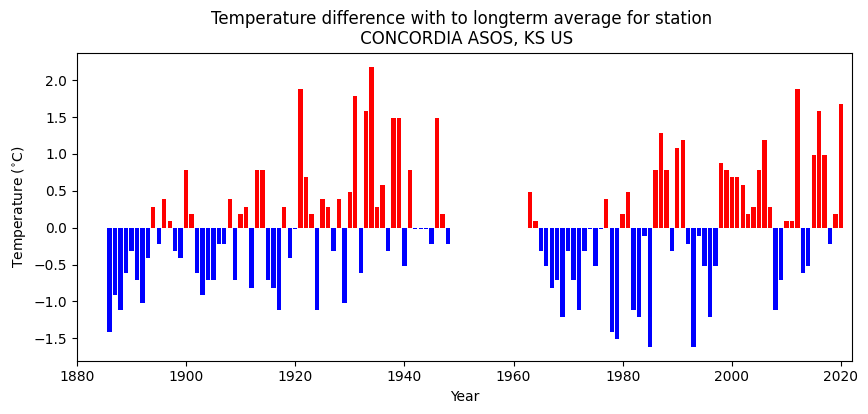 Temperature difference with to longterm average for station
CONCORDIA ASOS, KS US
Temperature (°C)
2.0
1.5
1.0
0.5
0.0
−0.5
−1.0
−1.5
1880 1900 1920 1940 1960 1980 2000 2020
Year